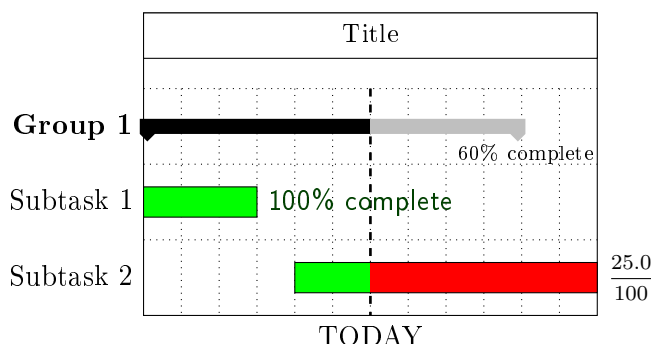 Title
Group 1
60% complete
Subtask 1 100% complete
Subtask 2
25.0
100
TODAY